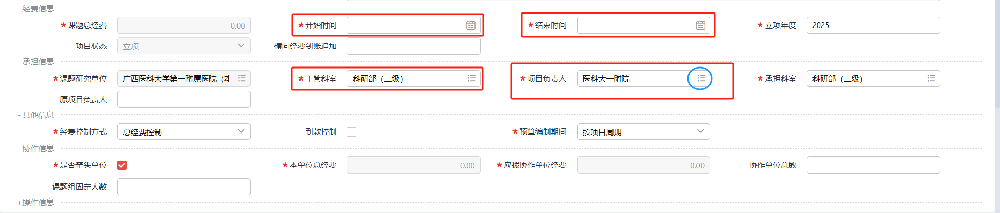 - 经费信息
* 课题总经费 0.00 * 开始时间 * 结束时间 * 立项年度 2025
项目状态 立项 横向经费到账追加
- 承担信息
* 课题研究单位 广西医科大学第一附属医院（本 * 主管科室 科研部（二级） * 项目负责人 医科大一附院 * 承担科室 科研部（二级）
原项目负责人
- 其他信息
* 经费控制方式 总经费控制 到款控制 * 预算编制期间 按项目周期
- 协作信息
* 是否牵头单位 * 本单位总经费 0.00 * 应拨协作单位经费 0.00 协作单位总数
课题组固定人数
+ 操作信息